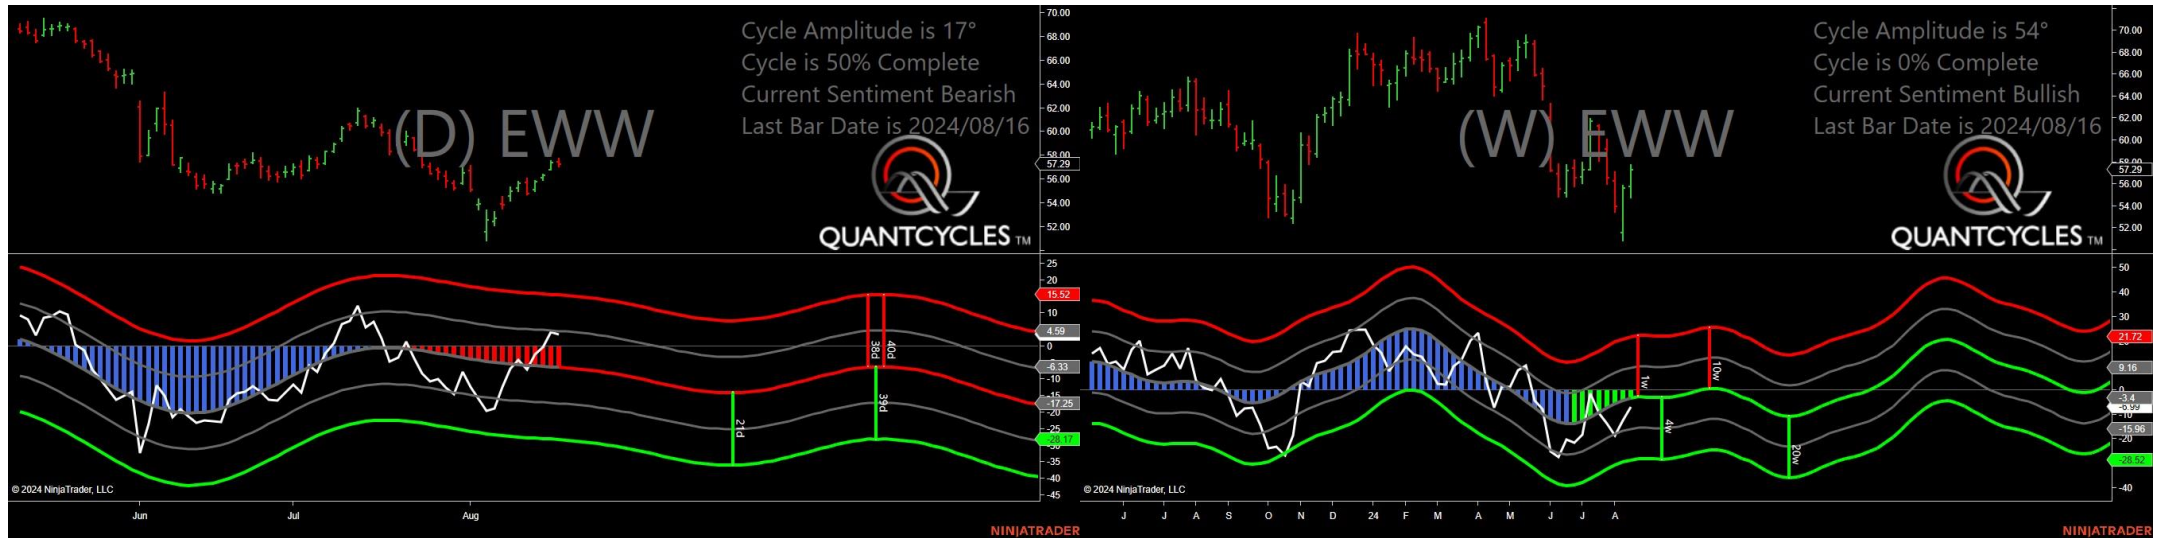 Cycle Amplitude is 17°
Cycle is 50% Complete
Current Sentiment Bearish
Last Bar Date is 2024/08/16
(D) EWW
QUANTCYCLES TM
70.00
68.00
66.00
64.00
62.00
60.00
57.29
56.00
54.00
52.00
25
20
15.52
10
4.59
0
-6.33
-10
-15
-17.25
-20
-25
-28.17
-35
-40
-45
38d
40d
39d
21d
© 2024 NinjaTrader, LLC
Jun
Jul
Aug
NINJATRADER
Cycle Amplitude is 54°
Cycle is 0% Complete
Current Sentiment Bullish
Last Bar Date is 2024/08/16
(W) EWW
QUANTCYCLES TM
70.00
68.00
66.00
64.00
62.00
60.00
58.00
57.29
56.00
54.00
52.00
50
40
30
21.72
9.16
0
-3.4
-6.99
-10
-15.96
-20
-28.52
-40
1w
10w
4w
20w
© 2024 NinjaTrader, LLC
J
J
A
S
O
N
D
24
F
M
A
M
J
J
A
NINJATRADER